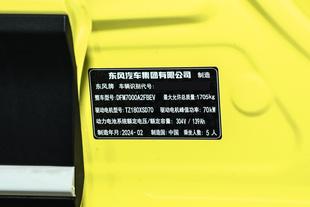 东风汽车集团有限公司 制造
东风牌 车辆识别代号:
整车型号:DFM7000A2FBEV 最大允许总质量:1705kg
驱动电机型号:TZ180XSD70 驱动电机峰值功率:70kW
动力电池系统额定电压/额定容量: 304V / 139Ah
制造年月:2024-02 制造国:中国 乘坐人数:5人